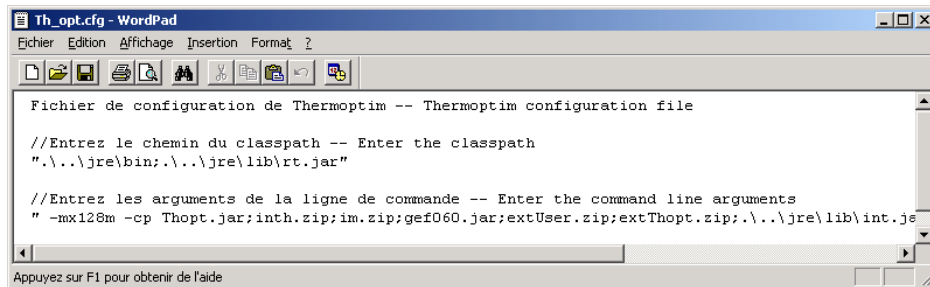 Th_opt.cfg - WordPad
Fichier Edition Affichage Insertion Format ?
Fichier de configuration de Thermoptim -- Thermoptim configuration file
//Entrez le chemin du classpath -- Enter the classpath
".\..\jre\bin;.\..\jre\lib\rt.jar"
//Entrez les arguments de la ligne de commande -- Enter the command line arguments
" -mx128m -cp Thopt.jar;inth.zip;im.zip;gef060.jar;extUser.zip;extThopt.zip;.\..\jre\lib\int.ja
Appuyez sur F1 pour obtenir de l'aide